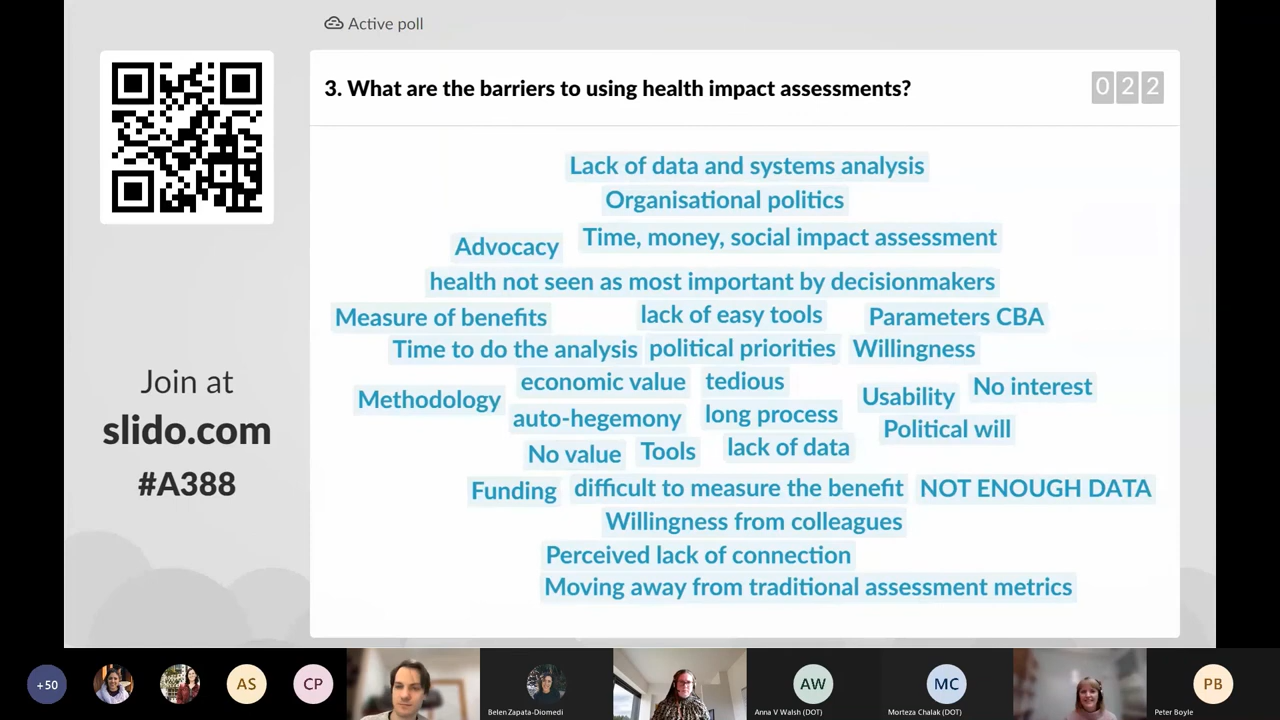 Active poll
3. What are the barriers to using health impact assessments?
022
Lack of data and systems analysis
Organisational politics
Advocacy
Time, money, social impact assessment
health not seen as most important by decisionmakers
Measure of benefits
lack of easy tools
Parameters CBA
Time to do the analysis
political priorities
Willingness
economic value
tedious
Methodology
Usability
No interest
auto-hegemony
long process
Political will
No value
Tools
lack of data
Funding
difficult to measure the benefit
NOT ENOUGH DATA
Willingness from colleagues
Perceived lack of connection
Moving away from traditional assessment metrics
Join at
slido.com
#A388
+50
AS
CP
Belen Zapata-Diomedi
AW
Anna V Walsh (DOT)
MC
Morteza Chalak (DOT)
PB
Peter Boyle